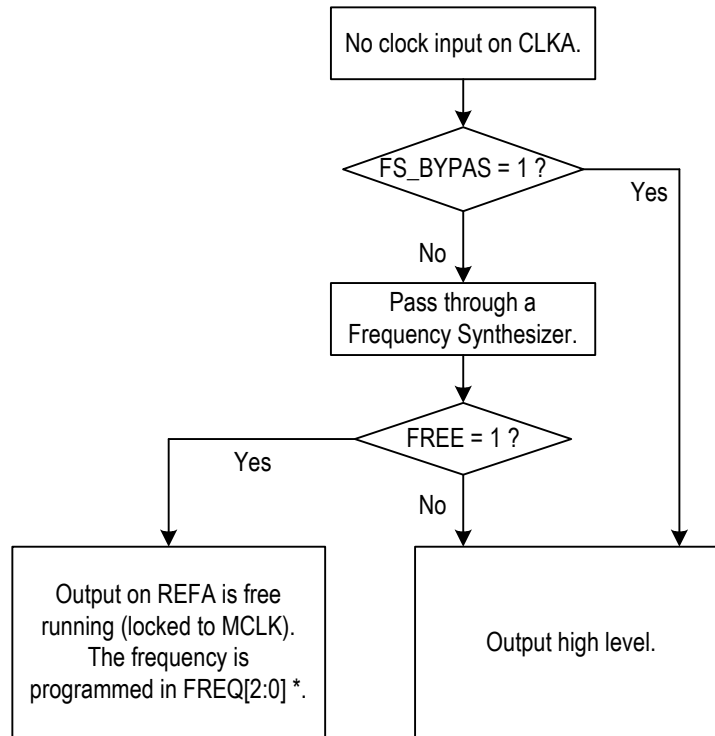 No clock input on CLKA.
FS_BYPAS = 1 ?
Yes
No
Pass through a
Frequency Synthesizer.
FREE = 1 ?
Yes
No
Output on REFA is free
running (locked to MCLK).
The frequency is
programmed in FREQ[2:0] *.
Output high level.